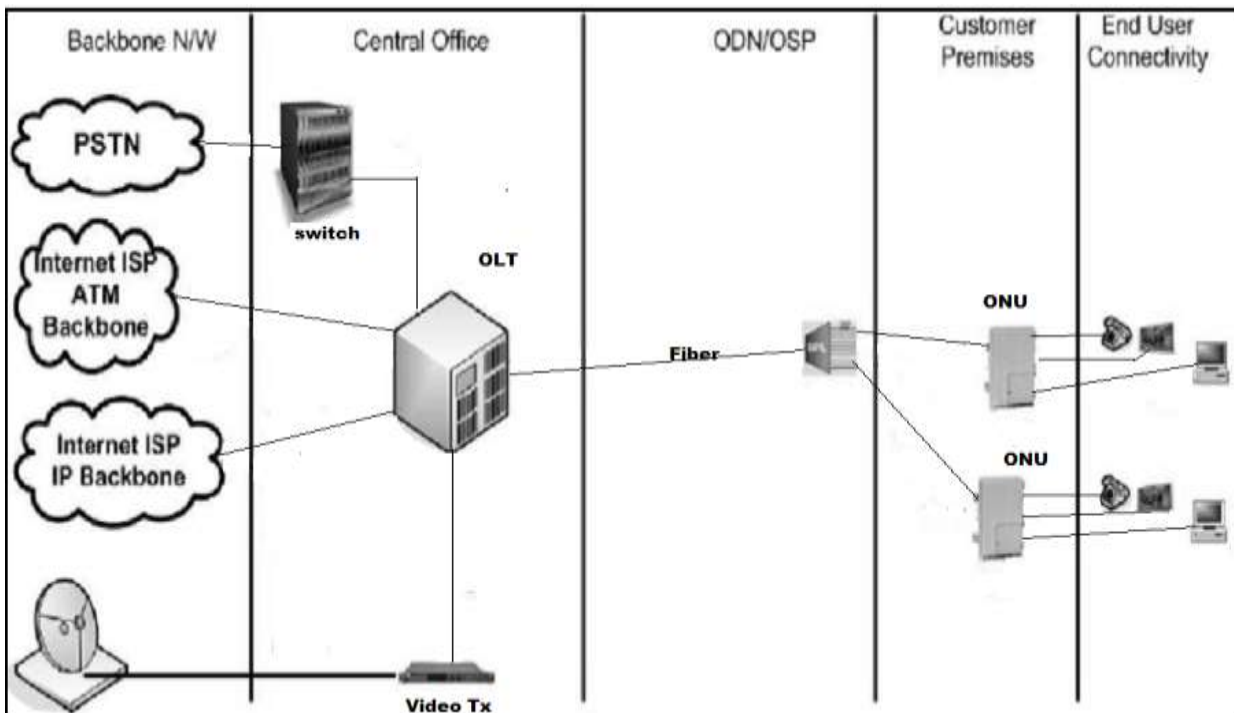 Backbone N/W
Central Office
ODN/OSP
Customer
Premises
End User
Connectivity
PSTN
switch
Internet ISP
ATM
Backbone
OLT
ONU
Fiber
Internet ISP
IP Backbone
ONU
Video Tx